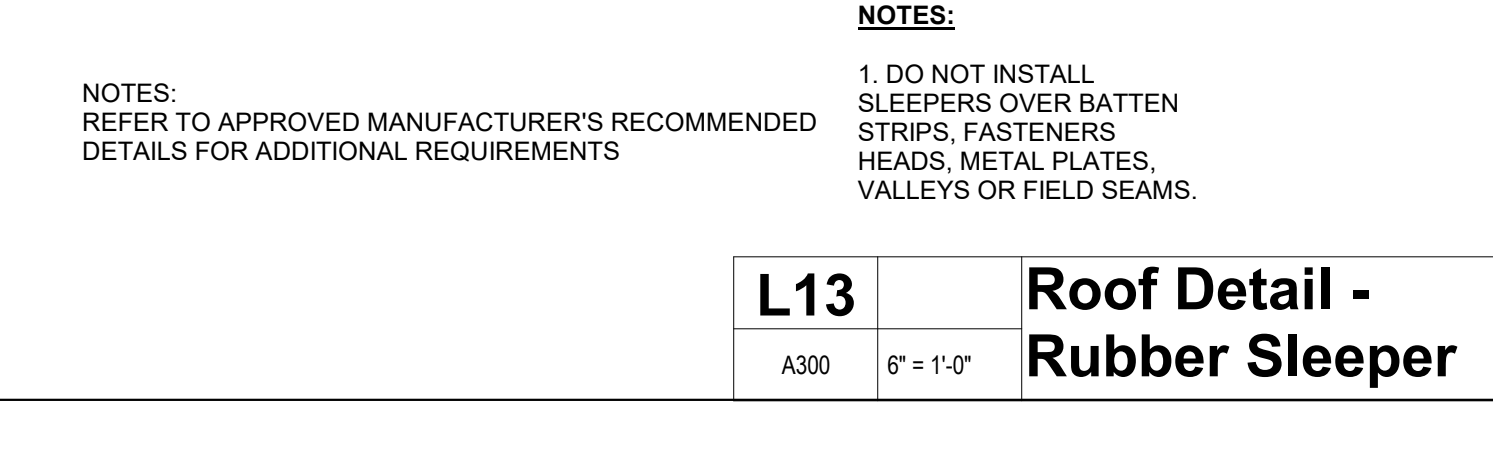 NOTES:
REFER TO APPROVED MANUFACTURER'S RECOMMENDED
DETAILS FOR ADDITIONAL REQUIREMENTS
NOTES:
1. DO NOT INSTALL
SLEEPERS OVER BATTEN
STRIPS, FASTENERS
HEADS, METAL PLATES,
VALLEYS OR FIELD SEAMS.
L13
A300
6" = 1'-0"
Roof Detail -
Rubber Sleeper